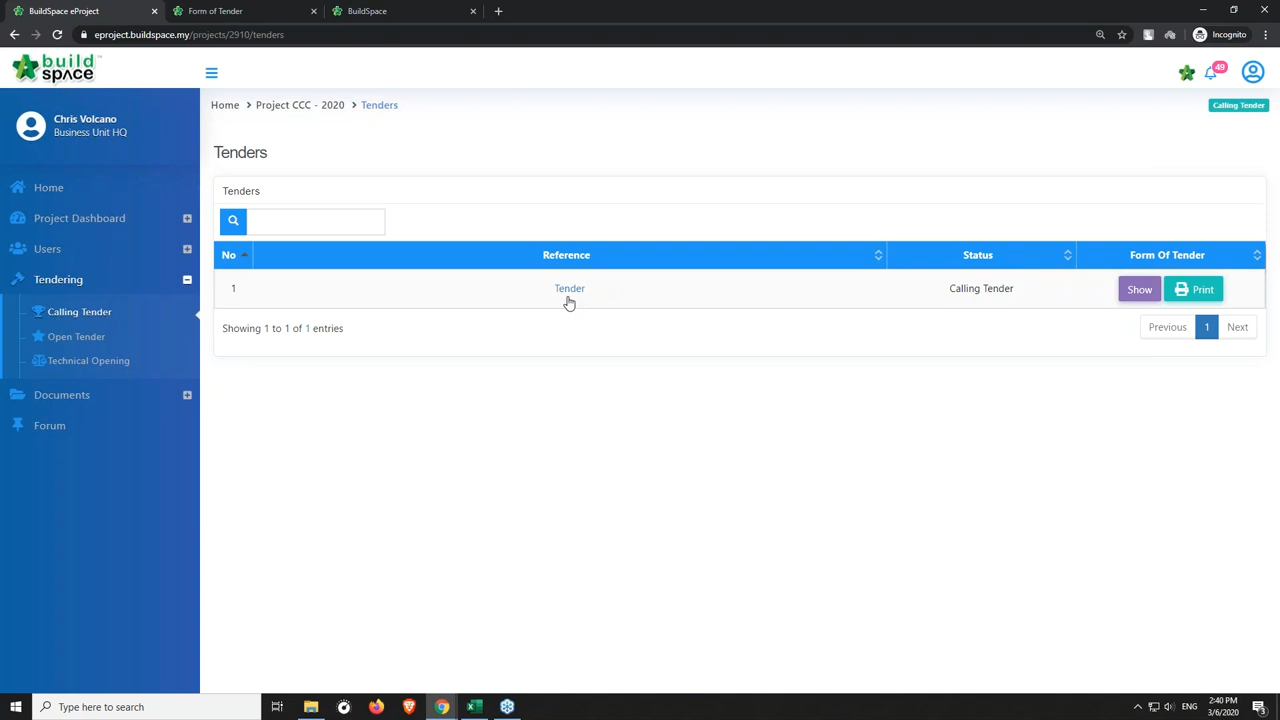 BuildSpace eProject
Form of Tender
BuildSpace
eproject.buildspace.my/projects/2910/tenders
Incognito
build space
49
Chris Volcano
Business Unit HQ
Home
Project Dashboard
Users
Tendering
Calling Tender
Open Tender
Technical Opening
Documents
Forum
Home > Project CCC - 2020 > Tenders
Calling Tender
Tenders
Tenders
No Reference Status Form Of Tender
1 Tender Calling Tender Show Print
Showing 1 to 1 of 1 entries
Previous 1 Next
Type here to search
ENG
2:40 PM
3/6/2020
3